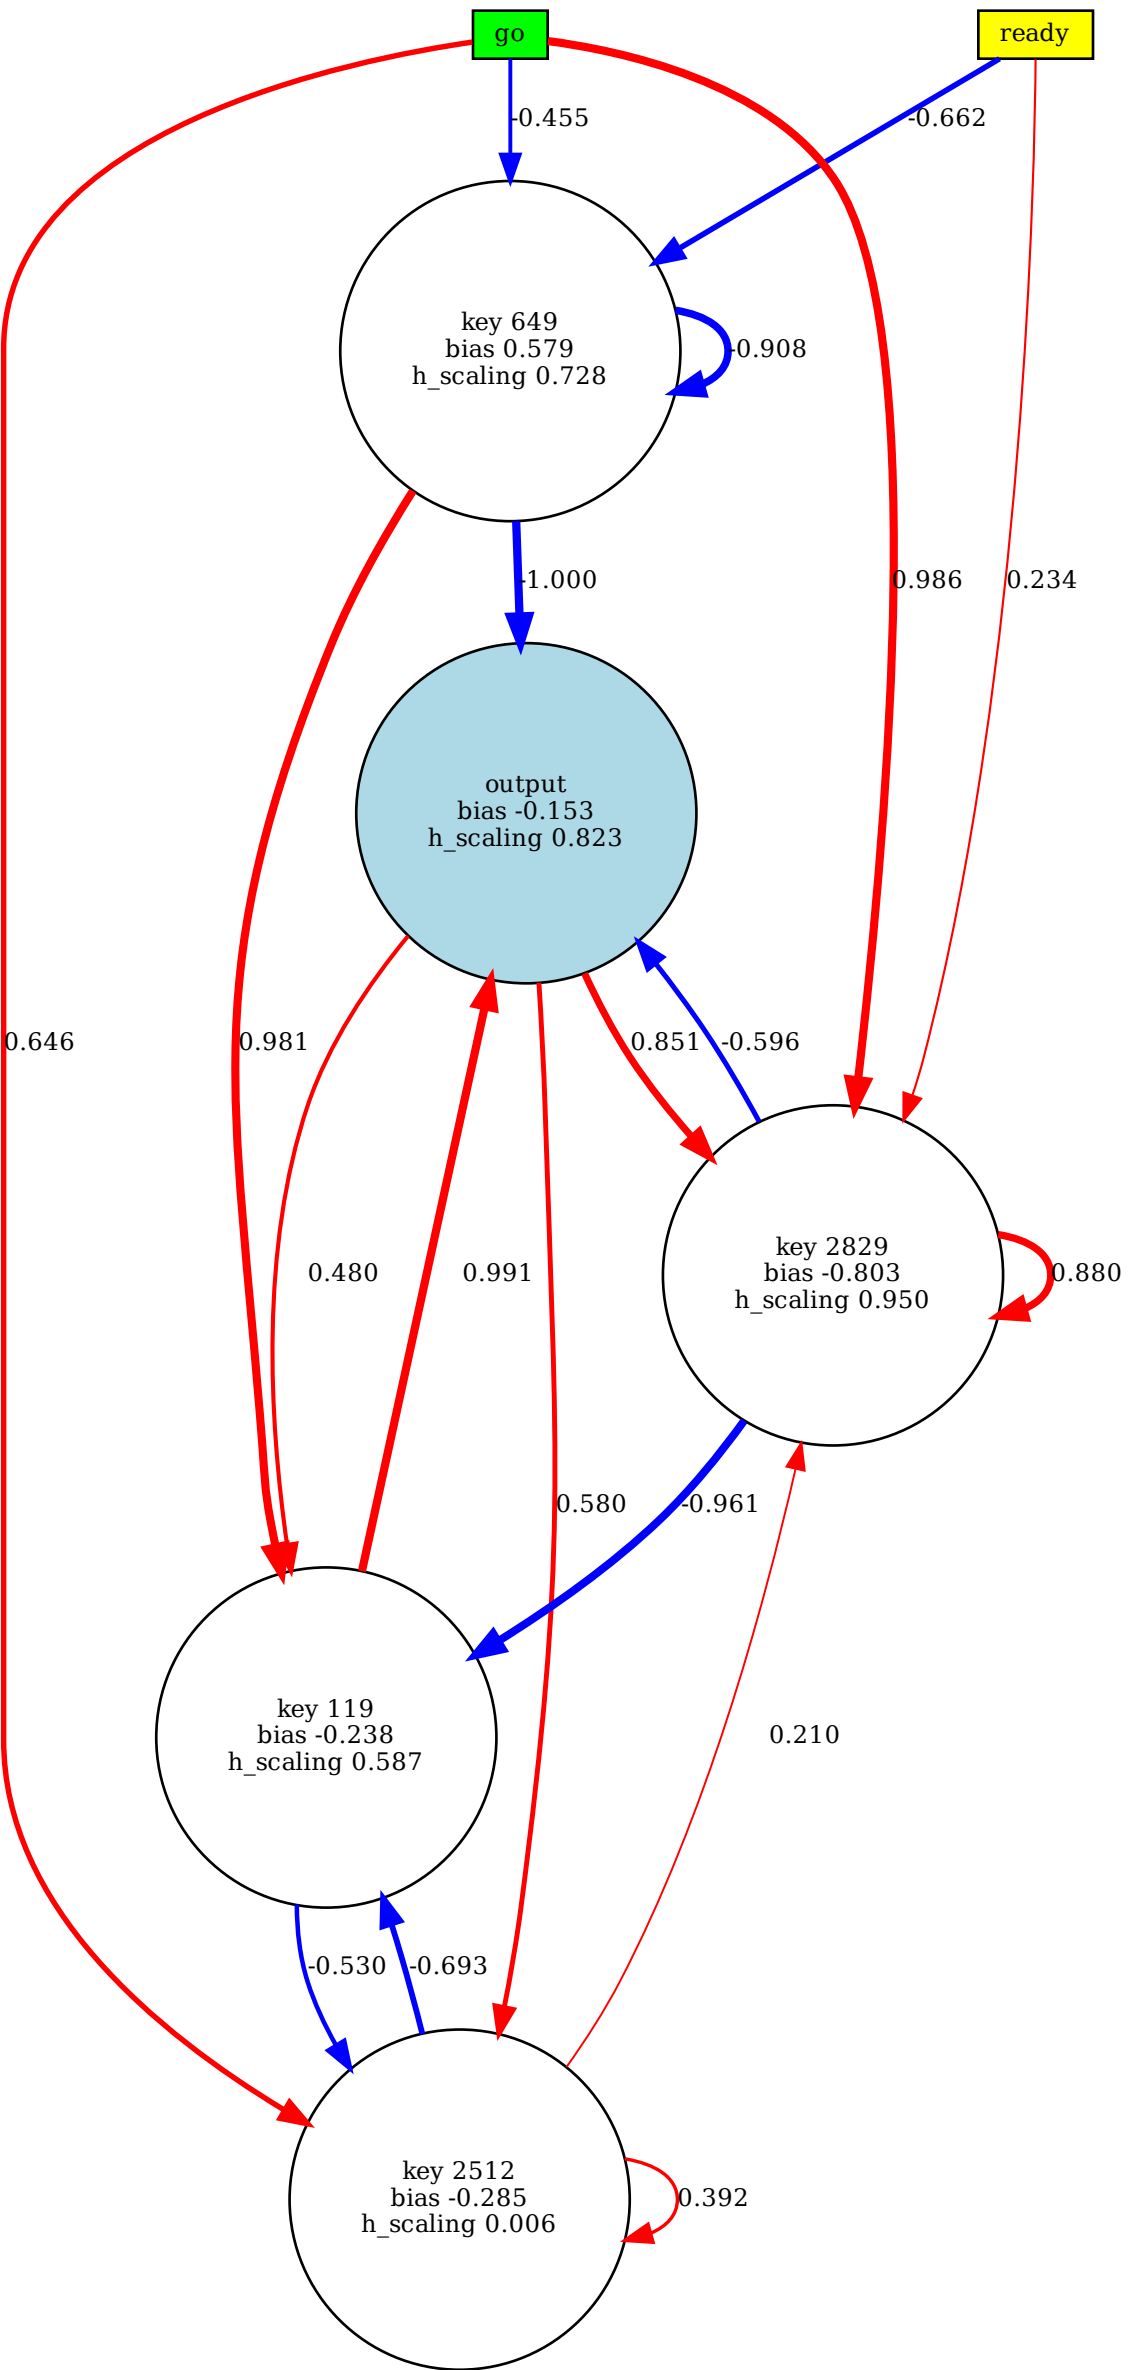 go
ready
-0.455
-0.662
key 649
bias 0.579
h_scaling 0.728
-0.908
-1.000
0.986
0.234
output
bias -0.153
h_scaling 0.823
0.646
0.981
0.851
-0.596
key 2829
bias -0.803
h_scaling 0.950
0.480
0.991
0.880
0.580
-0.961
key 119
bias -0.238
h_scaling 0.587
0.210
-0.530
-0.693
key 2512
bias -0.285
h_scaling 0.006
0.392